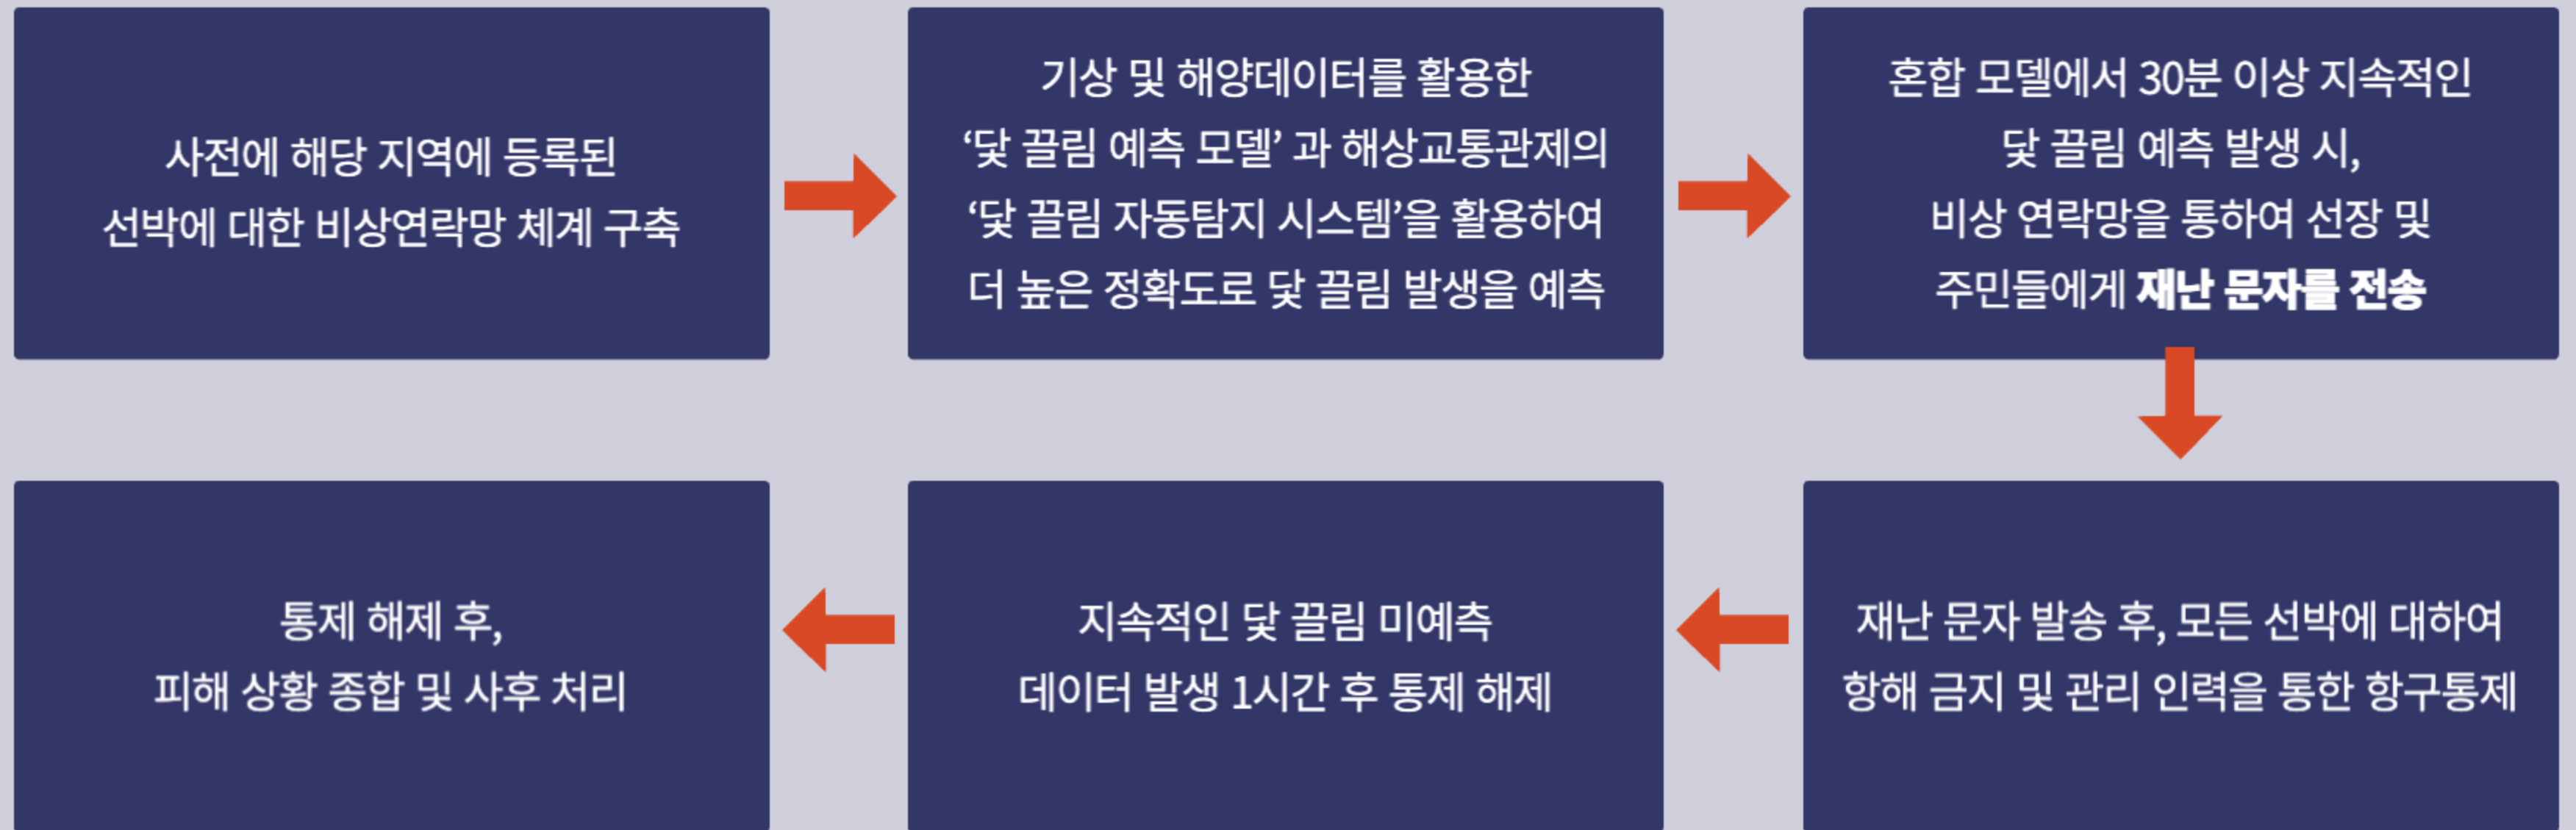 사전에 해당 지역에 등록된
선박에 대한 비상연락망 체계 구축
기상 및 해양데이터를 활용한
‘닻 끌림 예측 모델’ 과 해상교통관제의
‘닻 끌림 자동탐지 시스템’을 활용하여
더 높은 정확도로 닻 끌림 발생을 예측
혼합 모델에서 30분 이상 지속적인
닻 끌림 예측 발생 시,
비상 연락망을 통하여 선장 및
주민들에게 재난 문자를 전송
재난 문자 발송 후, 모든 선박에 대하여
항해 금지 및 관리 인력을 통한 항구통제
지속적인 닻 끌림 미예측
데이터 발생 1시간 후 통제 해제
통제 해제 후,
피해 상황 종합 및 사후 처리